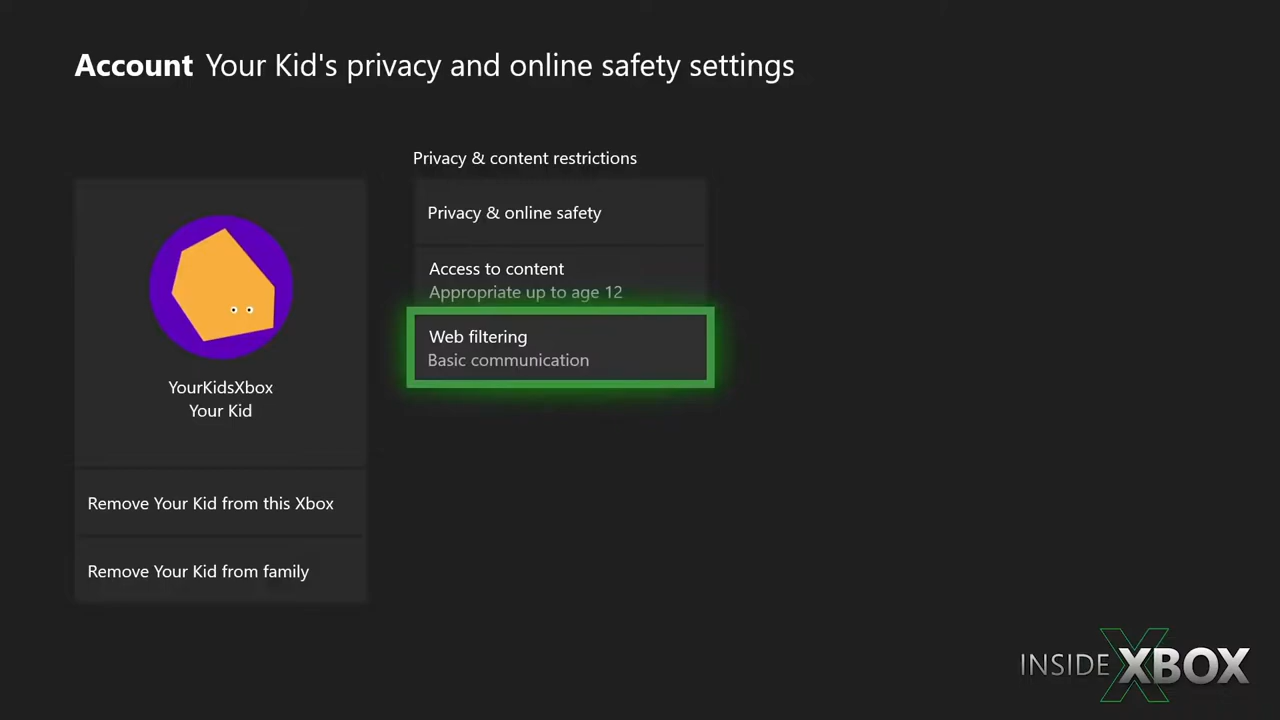 Account Your Kid's privacy and online safety settings
Privacy & content restrictions
Privacy & online safety
Access to content
Appropriate up to age 12
Web filtering
Basic communication
YourKidsXbox
Your Kid
Remove Your Kid from this Xbox
Remove Your Kid from family
INSIDE XBOX